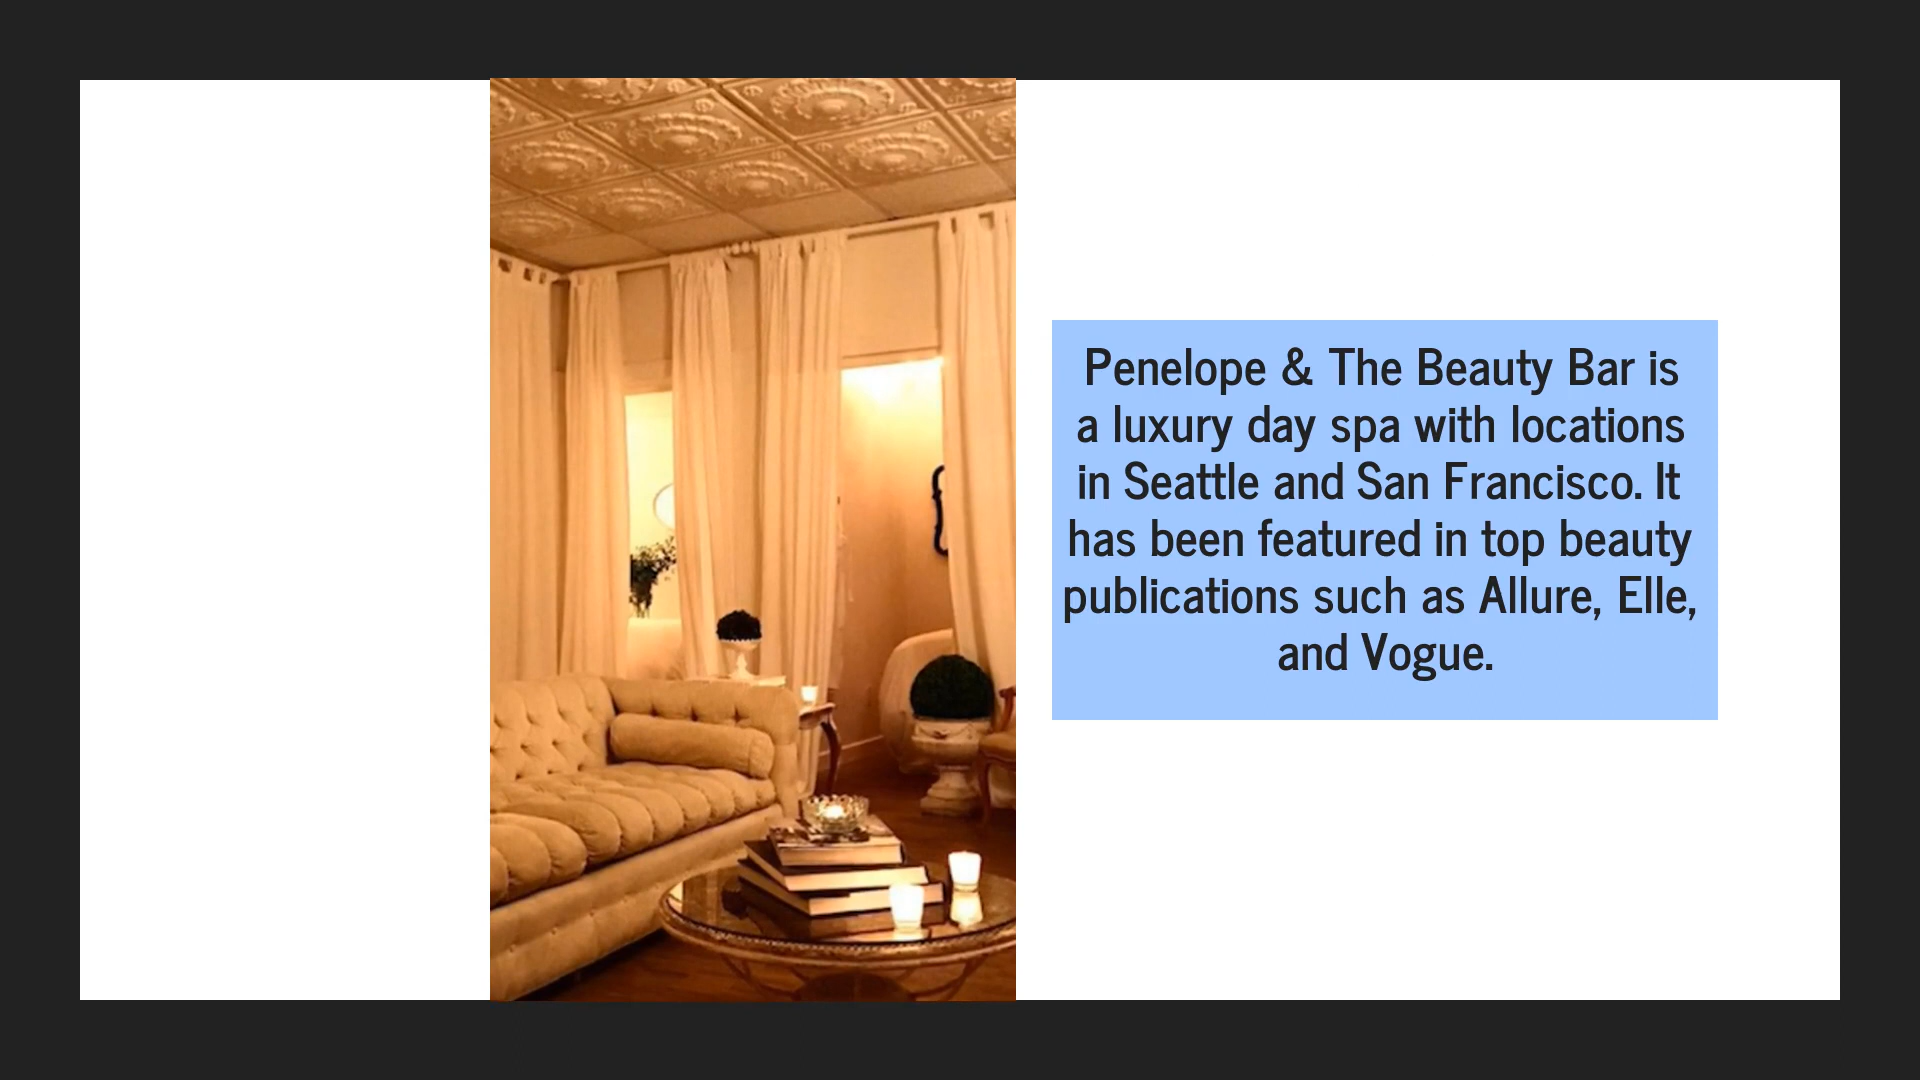 Penelope & The Beauty Bar is
a luxury day spa with locations
in Seattle and San Francisco. It
has been featured in top beauty
publications such as Allure, Elle,
and Vogue.